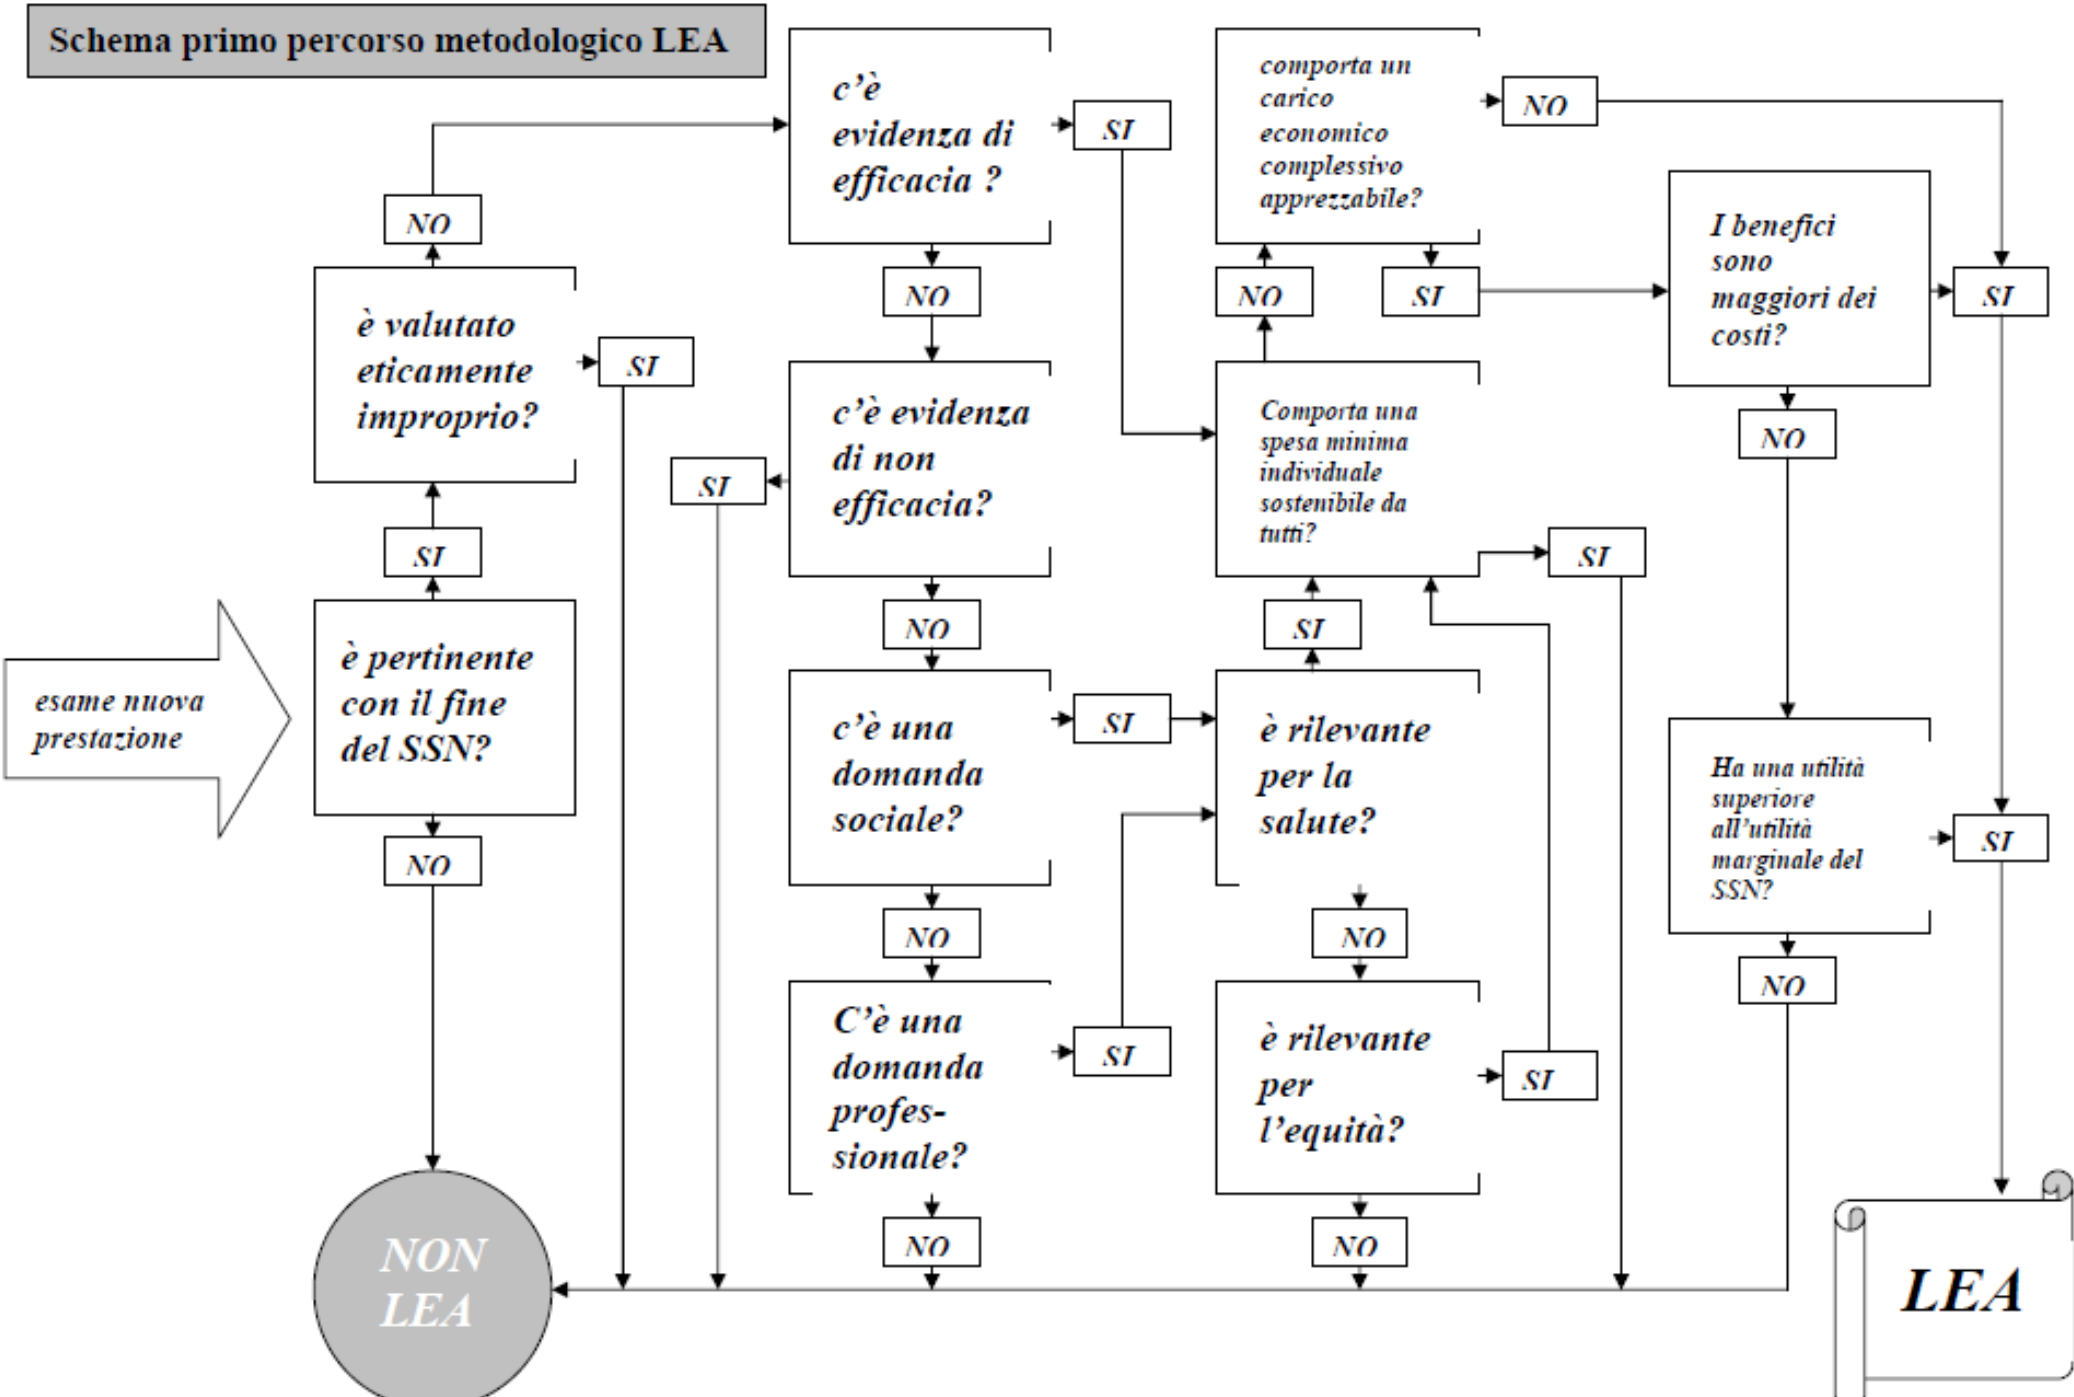 Schema primo percorso metodologico LEA
esame nuova
prestazione
è pertinente
con il fine
del SSN?
SI
NO
è valutato
eticamente
improprio?
NO
SI
c'è
evidenza di
efficacia ?
SI
NO
c'è evidenza
di non
efficacia?
SI
NO
c'è una
domanda
sociale?
SI
NO
C'è una
domanda
profes-
sionale?
SI
NO
comporta un
carico
economico
complessivo
apprezzabile?
NO
NO
SI
Comporta una
spesa minima
individuale
sostenibile da
tutti?
SI
SI
è rilevante
per la
salute?
NO
è rilevante
per
l'equità?
SI
NO
I benefici
sono
maggiori dei
costi?
SI
NO
Ha una utilità
superiore
all'utilità
marginale del
SSN?
SI
NO
NON
LEA
LEA